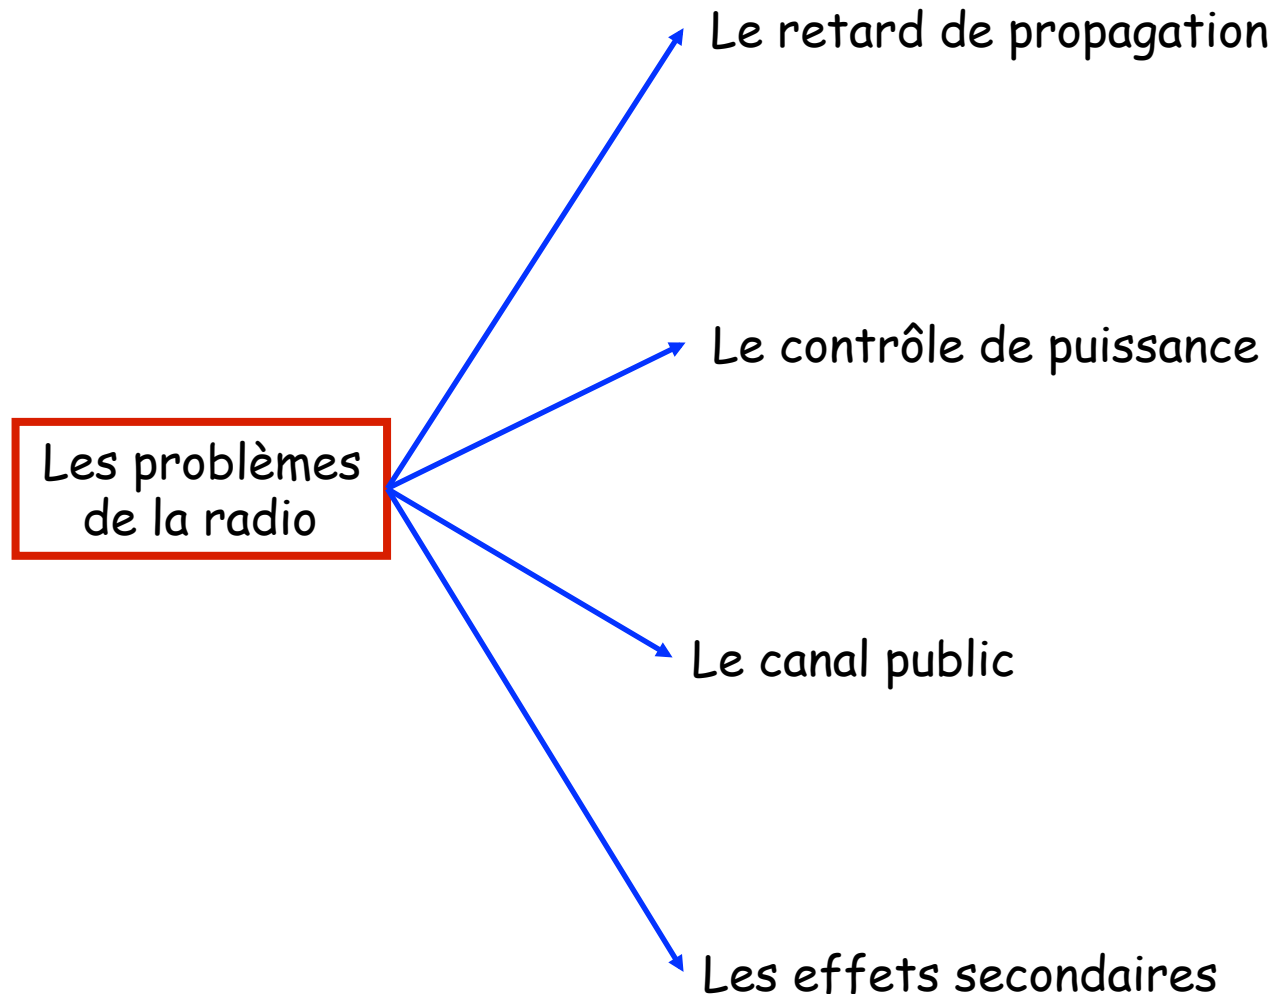 Le retard de propagation
Le contrôle de puissance
Les problèmes
de la radio
Le canal public
Les effets secondaires